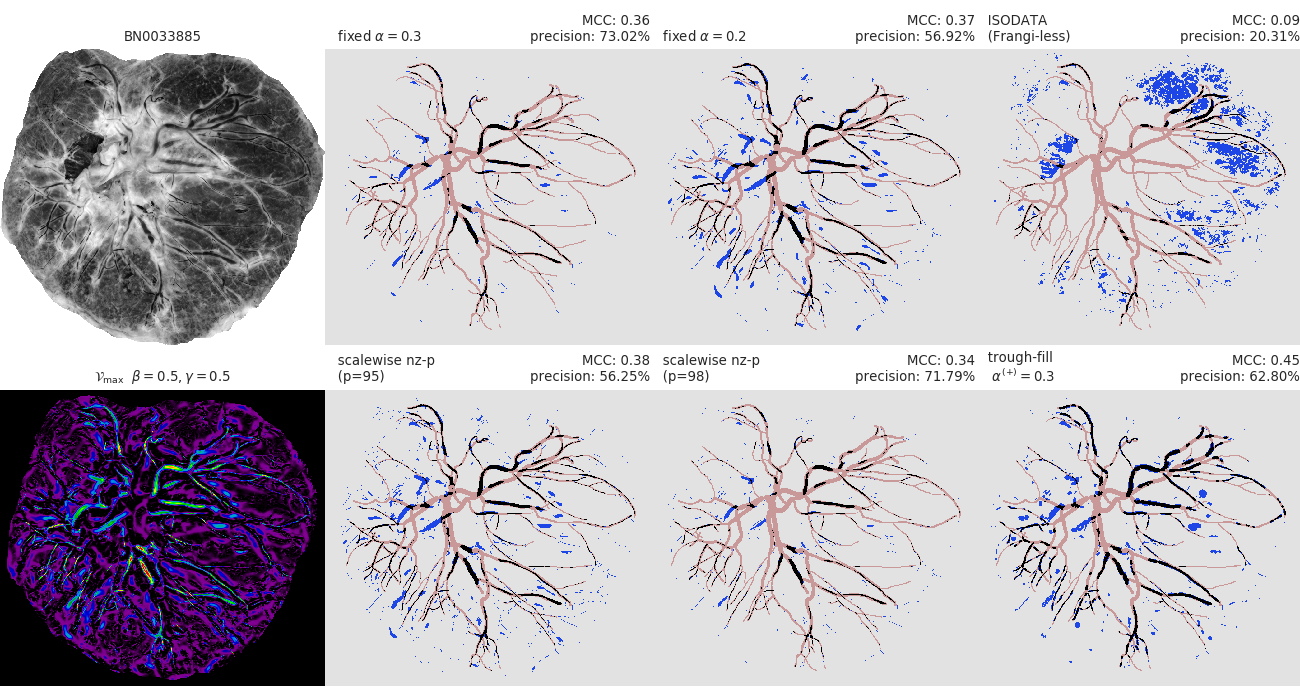 BN0033885
fixed α = 0.3
MCC: 0.36
precision: 73.02%
fixed α = 0.2
MCC: 0.37
precision: 56.92%
ISODATA
(Frangi-less)
MCC: 0.09
precision: 20.31%
𝒱max β = 0.5, γ = 0.5
scalewise nz-p
(p=95)
MCC: 0.38
precision: 56.25%
scalewise nz-p
(p=98)
MCC: 0.34
precision: 71.79%
trough-fill
α(+) = 0.3
MCC: 0.45
precision: 62.80%